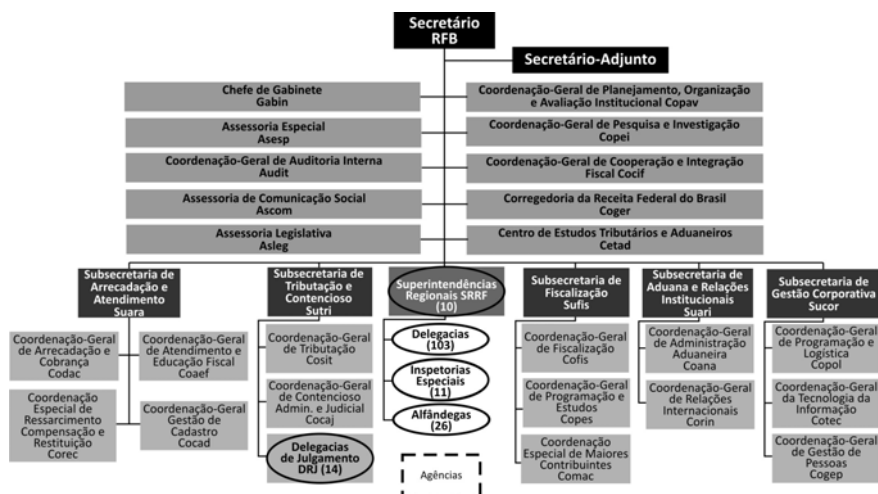 Secretário
RFB
Secretário-Adjunto
Chefe de Gabinete
Gabin
Coordenação-Geral de Planejamento, Organização
e Avaliação Institucional Copav
Assessoria Especial
Asesp
Coordenação-Geral de Pesquisa e Investigação
Copei
Coordenação-Geral de Auditoria Interna
Audit
Coordenação-Geral de Cooperação e Integração
Fiscal Cocif
Assessoria de Comunicação Social
Ascom
Corregedoria da Receita Federal do Brasil
Coger
Assessoria Legislativa
Asleg
Centro de Estudos Tributários e Aduaneiros
Cetad
Subsecretaria de
Arrecadação e
Atendimento
Suara
Coordenação-Geral
de Arrecadação e
Cobrança
Codac
Coordenação-Geral
de Atendimento e
Educação Fiscal
Coaef
Coordenação
Especial de
Ressarcimento
Compensação e
Restituição
Corec
Coordenação-Geral
Gestão de
Cadastro
Cocad
Subsecretaria de
Tributação e
Contencioso
Sutri
Coordenação-Geral
de Tributação
Cosit
Coordenação-Geral
de Contencioso
Admin. e Judicial
Cocaj
Delegacias
de Julgamento
DRJ (14)
Superintendências
Regionais SRRF
(10)
Delegacias
(103)
Inspetorias
Especiais
(11)
Alfândegas
(26)
Agências
Subsecretaria de
Fiscalização
Sufis
Coordenação-Geral
de Fiscalização
Cofis
Coordenação-Geral
de Programação e
Estudos
Copes
Coordenação
Especial de Maiores
Contribuintes
Comac
Subsecretaria de
Aduana e Relações
Institucionais
Suari
Coordenação-Geral
de Administração
Aduaneira
Coana
Coordenação-Geral
de Relações
Internacionais
Corin
Subsecretaria de
Gestão Corporativa
Sucor
Coordenação-Geral
de Programação e
Logística
Copol
Coordenação-Geral
da Tecnologia da
Informação
Cotec
Coordenação-Geral
de Gestão de
Pessoas
Cogep